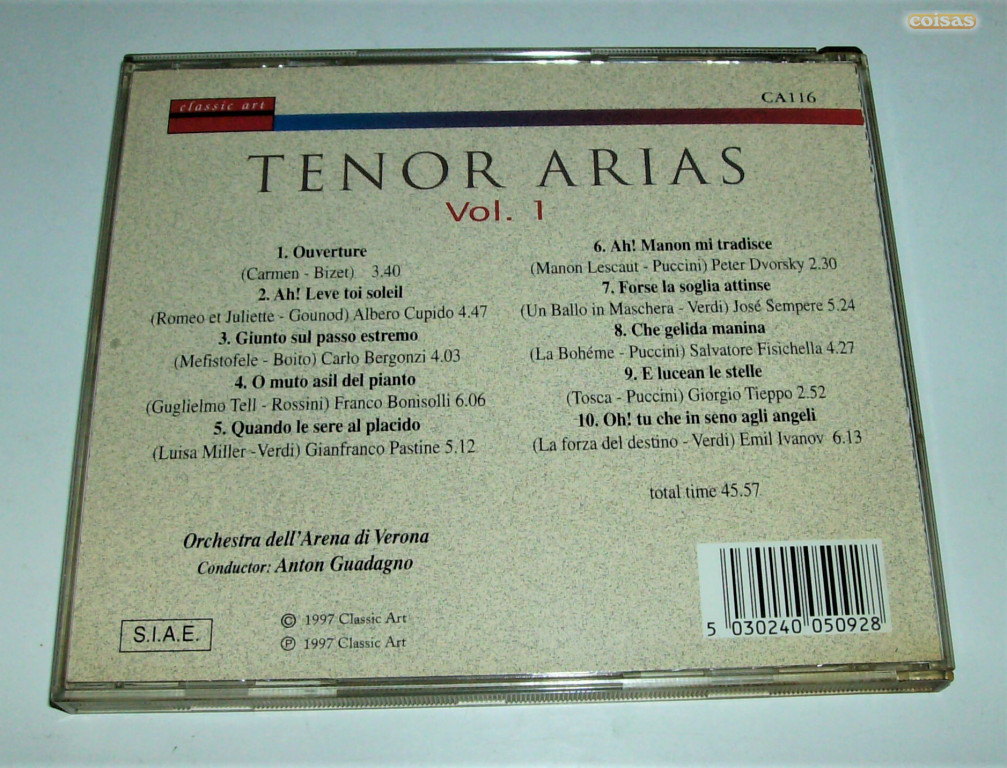 coisas
classic art
CA116
TENOR ARIAS
Vol. 1
1. Ouverture
(Carmen - Bizet) 3.40
2. Ah! Leve toi soleil
(Romeo et Juliette - Gounod) Albero Cupido 4.47
3. Giunto sul passo estremo
(Mefistofele - Boito) Carlo Bergonzi 4.03
4. O muto asil del pianto
(Guglielmo Tell - Rossini) Franco Bonisolli 6.06
5. Quando le sere al placido
(Luisa Miller -Verdi) Gianfranco Pastine 5.12
6. Ah! Manon mi tradisce
(Manon Lescaut - Puccini) Peter Dvorsky 2.30
7. Forse la soglia attinse
(Un Ballo in Maschera - Verdi) José Sempere 5.24
8. Che gelida manina
(La Bohéme - Puccini) Salvatore Fisichella 4.27
9. E lucean le stelle
(Tosca - Puccini) Giorgio Tieppo 2.52
10. Oh! tu che in seno agli angeli
(La forza del destino - Verdi) Emil Ivanov 6.13
total time 45.57
Orchestra dell'Arena di Verona
Conductor: Anton Guadagno
S.I.A.E.
© 1997 Classic Art
℗ 1997 Classic Art
5 030240 050928